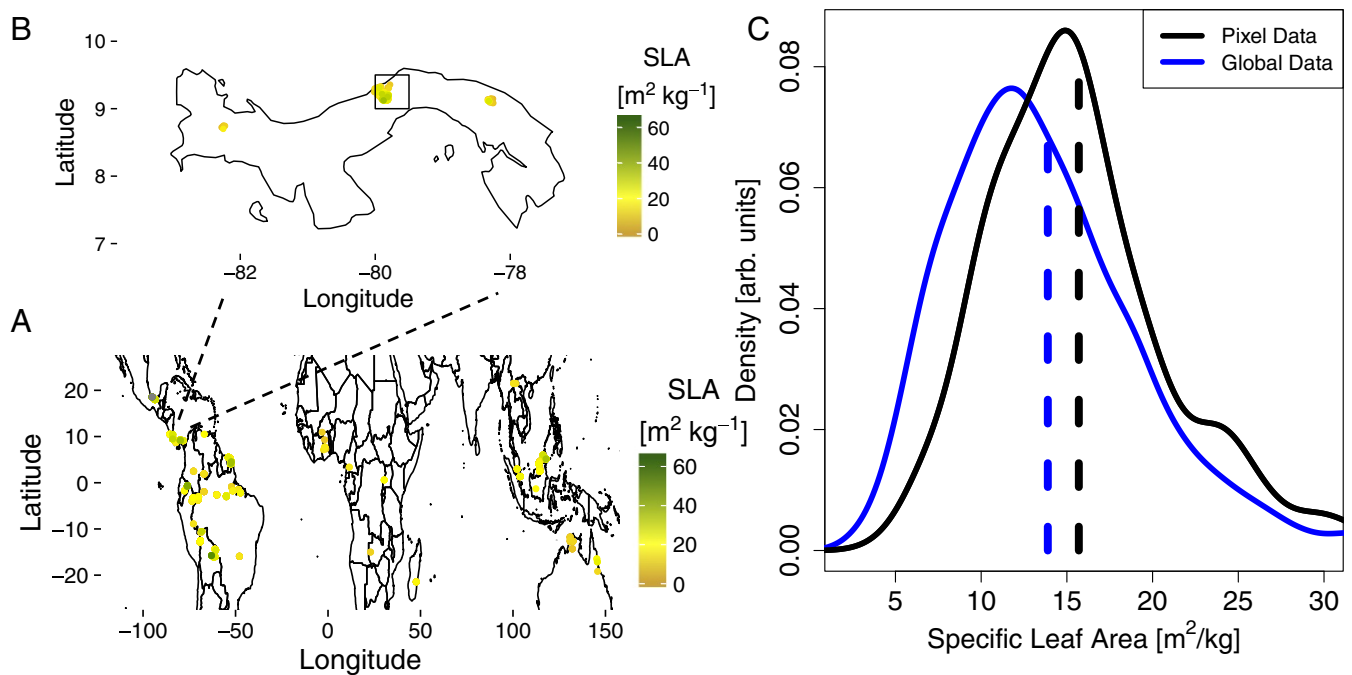 B
10
9
8
7
Latitude
−82
−80
−78
Longitude
SLA
[m² kg⁻¹]
60
40
20
0
A
20
10
0
−10
−20
Latitude
−100
−50
0
50
100
150
Longitude
SLA
[m² kg⁻¹]
60
40
20
0
C
Pixel Data
Global Data
0.08
0.06
0.04
0.02
0.00
Density [arb. units]
5
10
15
20
25
30
Specific Leaf Area [m²/kg]